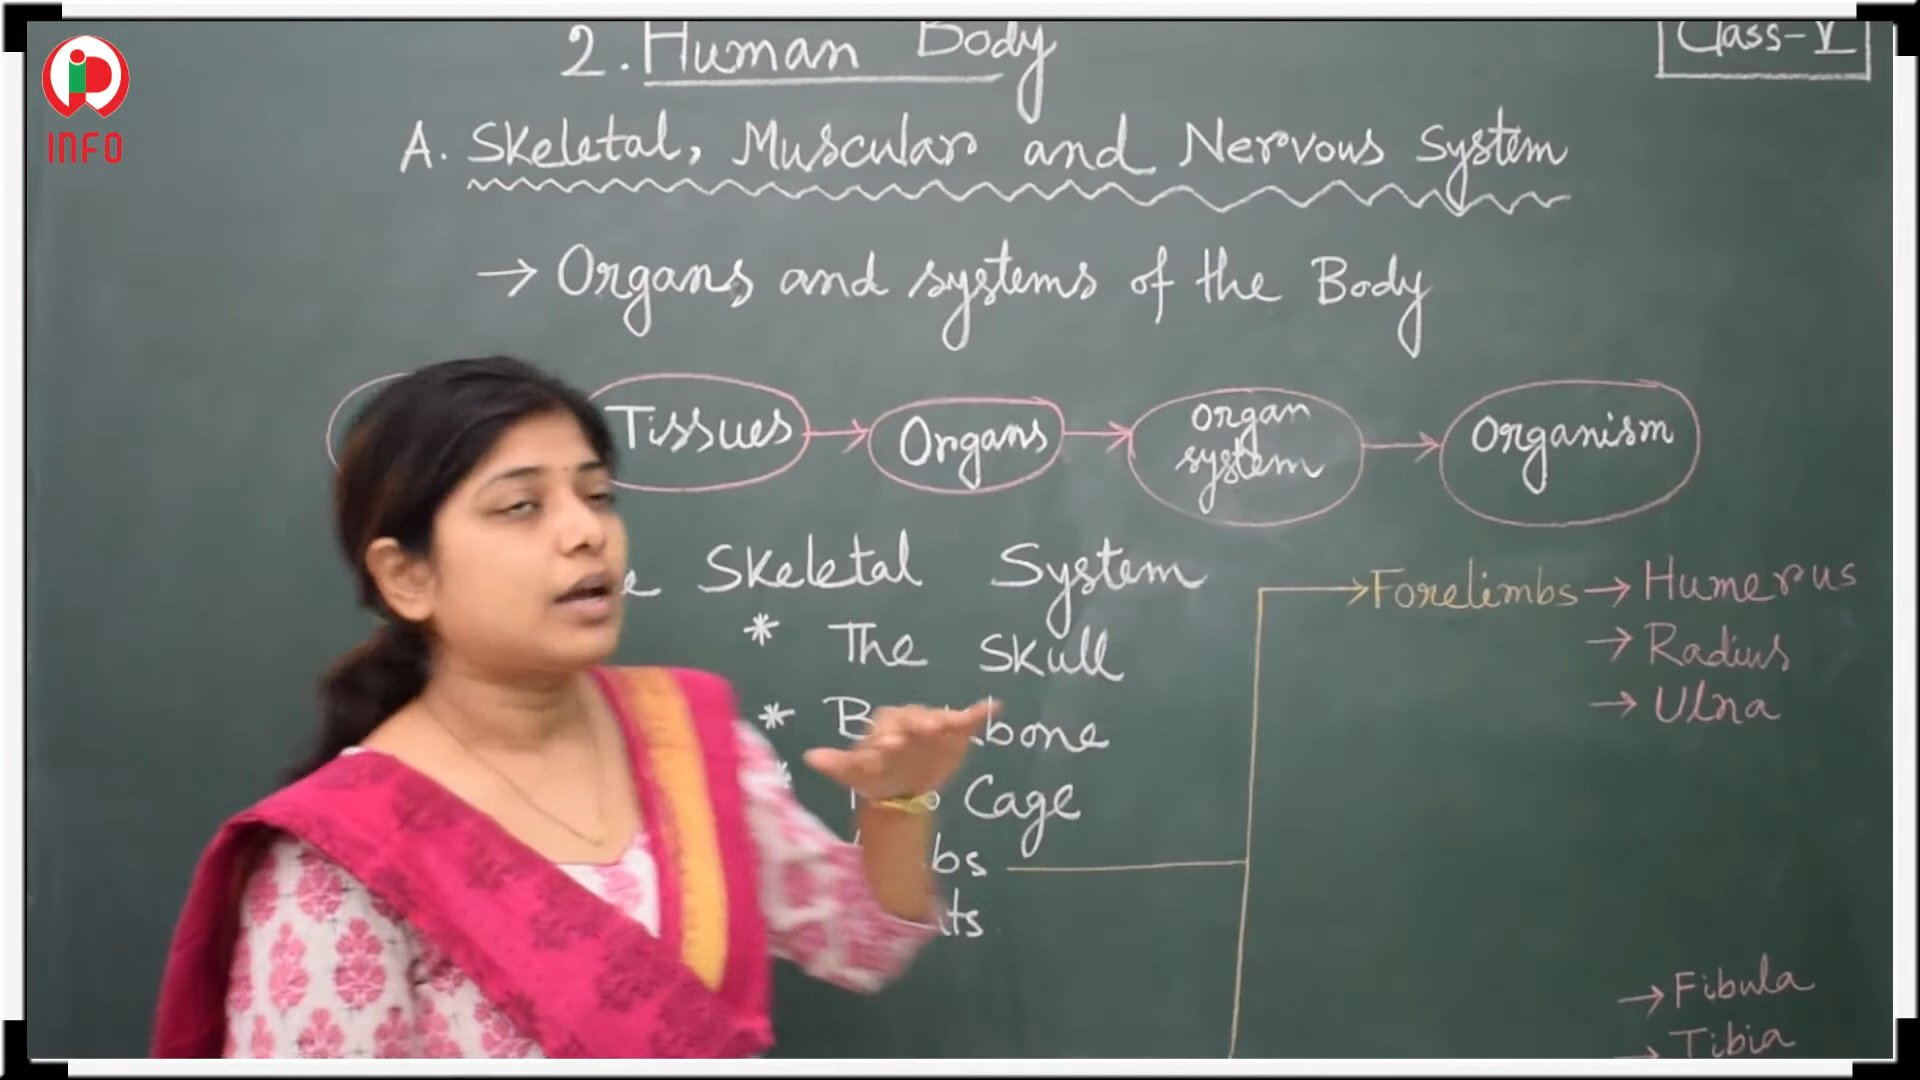 INFO
2. Human Body
Class-V
A. Skeletal, Muscular and Nervous System
→ Organs and systems of the Body
Tissues → Organs → organ system → Organism
Skeletal System
* The Skull
* Backbone
Cage
Forelimbs → Humerus
→ Radius
→ Ulna
→ Fibula
→ Tibia